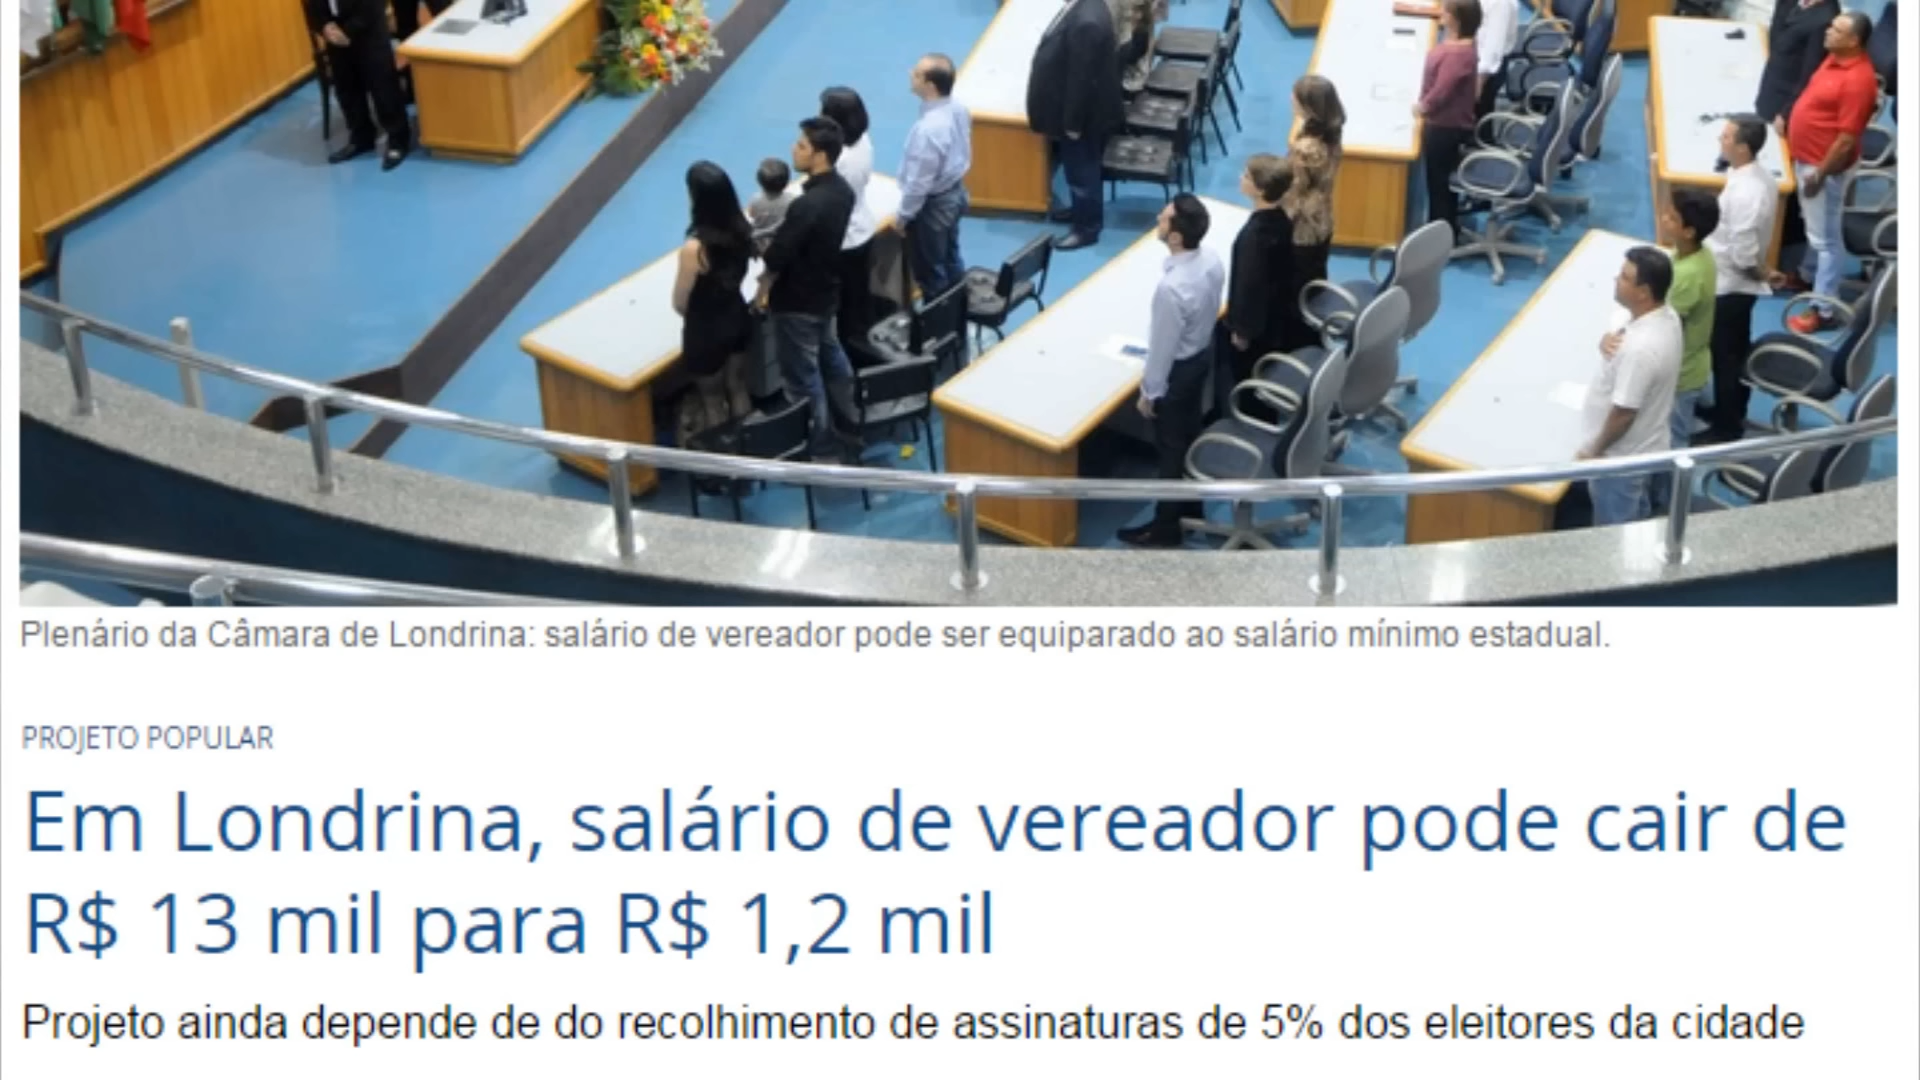 Plenário da Câmara de Londrina: salário de vereador pode ser equiparado ao salário mínimo estadual.
PROJETO POPULAR
Em Londrina, salário de vereador pode cair de
R$ 13 mil para R$ 1,2 mil
Projeto ainda depende de do recolhimento de assinaturas de 5% dos eleitores da cidade